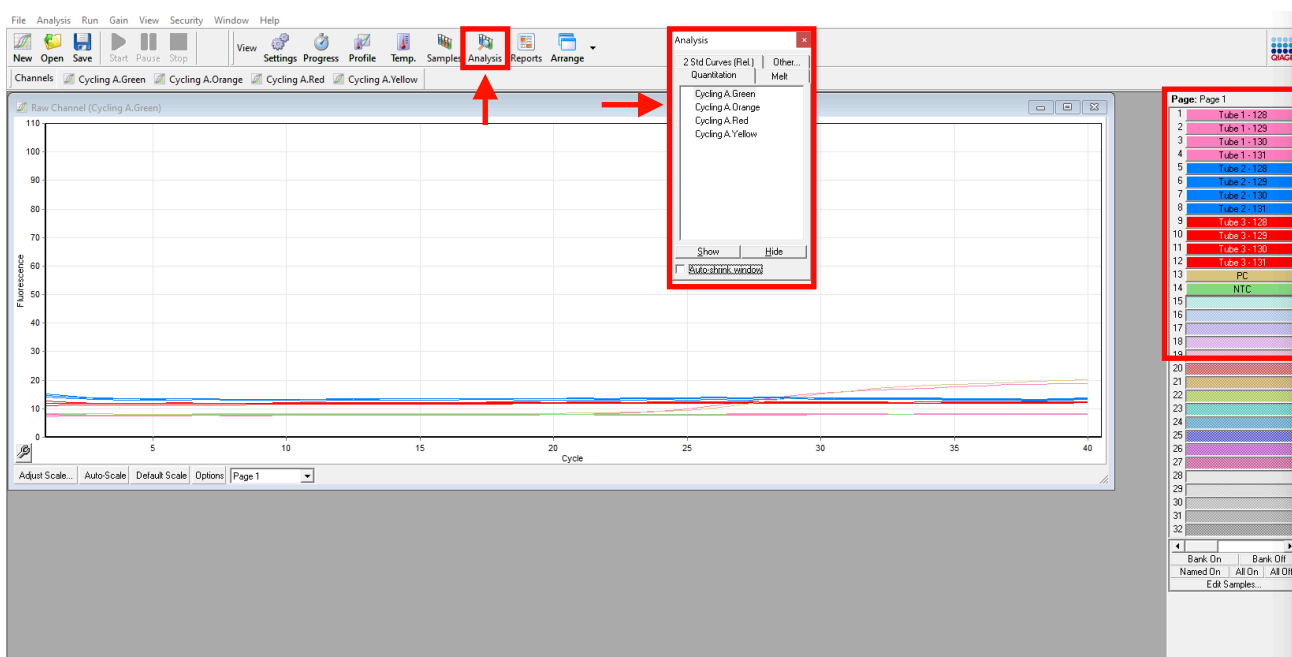 File Analysis Run Gain View Security Window Help
New Open Save Start Pause Stop View Settings Progress Profile Temp. Samples Analysis Reports Arrange
QIAGEN
Channels Cycling A.Green Cycling A.Orange Cycling A.Red Cycling A.Yellow
Raw Channel (Cycling A.Green)
Fluorescence
110
100
90
80
70
60
50
40
30
20
10
0
5 10 15 20 25 30 35 40
Cycle
Adjust Scale... Auto-Scale Default Scale Options Page 1
Analysis
2 Std Curves (Rel.) Other...
Quantitation Melt
Cycling A.Green
Cycling A.Orange
Cycling A.Red
Cycling A.Yellow
Show Hide
Auto-shrink window
Page: Page 1
1 Tube 1 - 128
2 Tube 1 - 129
3 Tube 1 - 130
4 Tube 1 - 131
5 Tube 2 - 128
6 Tube 2 - 129
7 Tube 2 - 130
8 Tube 2 - 131
9 Tube 3 - 128
10 Tube 3 - 129
11 Tube 3 - 130
12 Tube 3 - 131
13 PC
14 NTC
15
16
17
18
19
20
21
22
23
24
25
26
27
28
29
30
31
32
Bank On Bank Off
Named On All On All Off
Edit Samples...